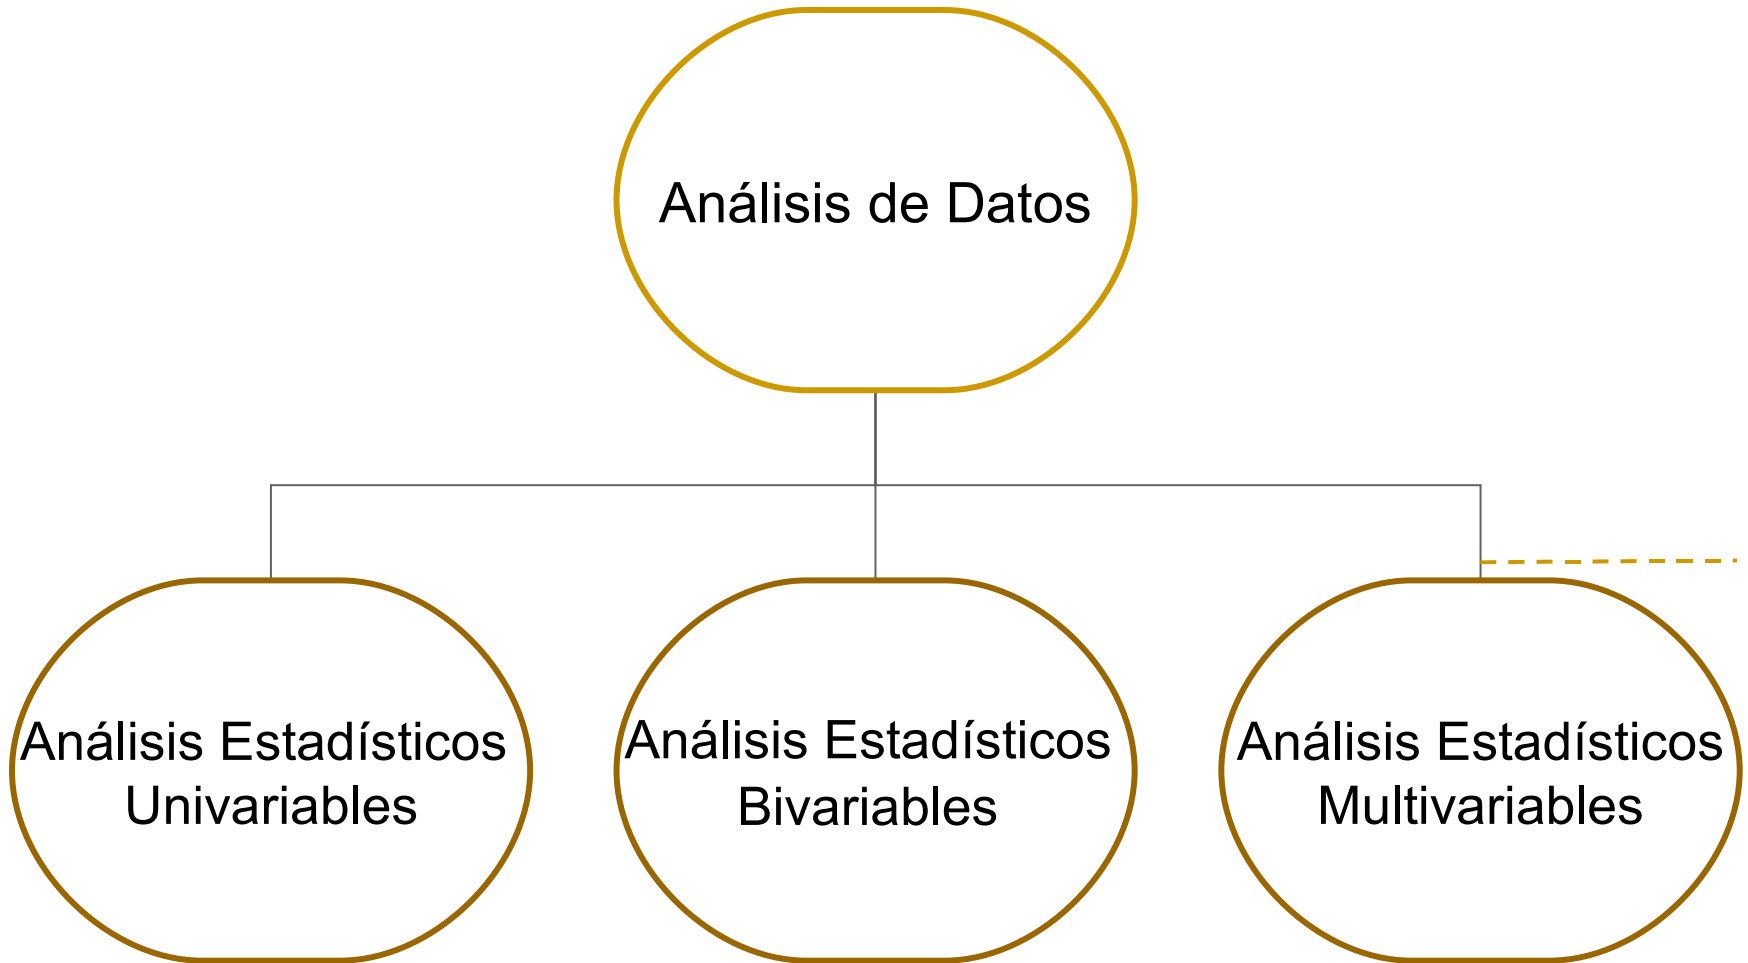 Análisis de Datos
Análisis Estadísticos
Univariables
Análisis Estadísticos
Bivariables
Análisis Estadísticos
Multivariables